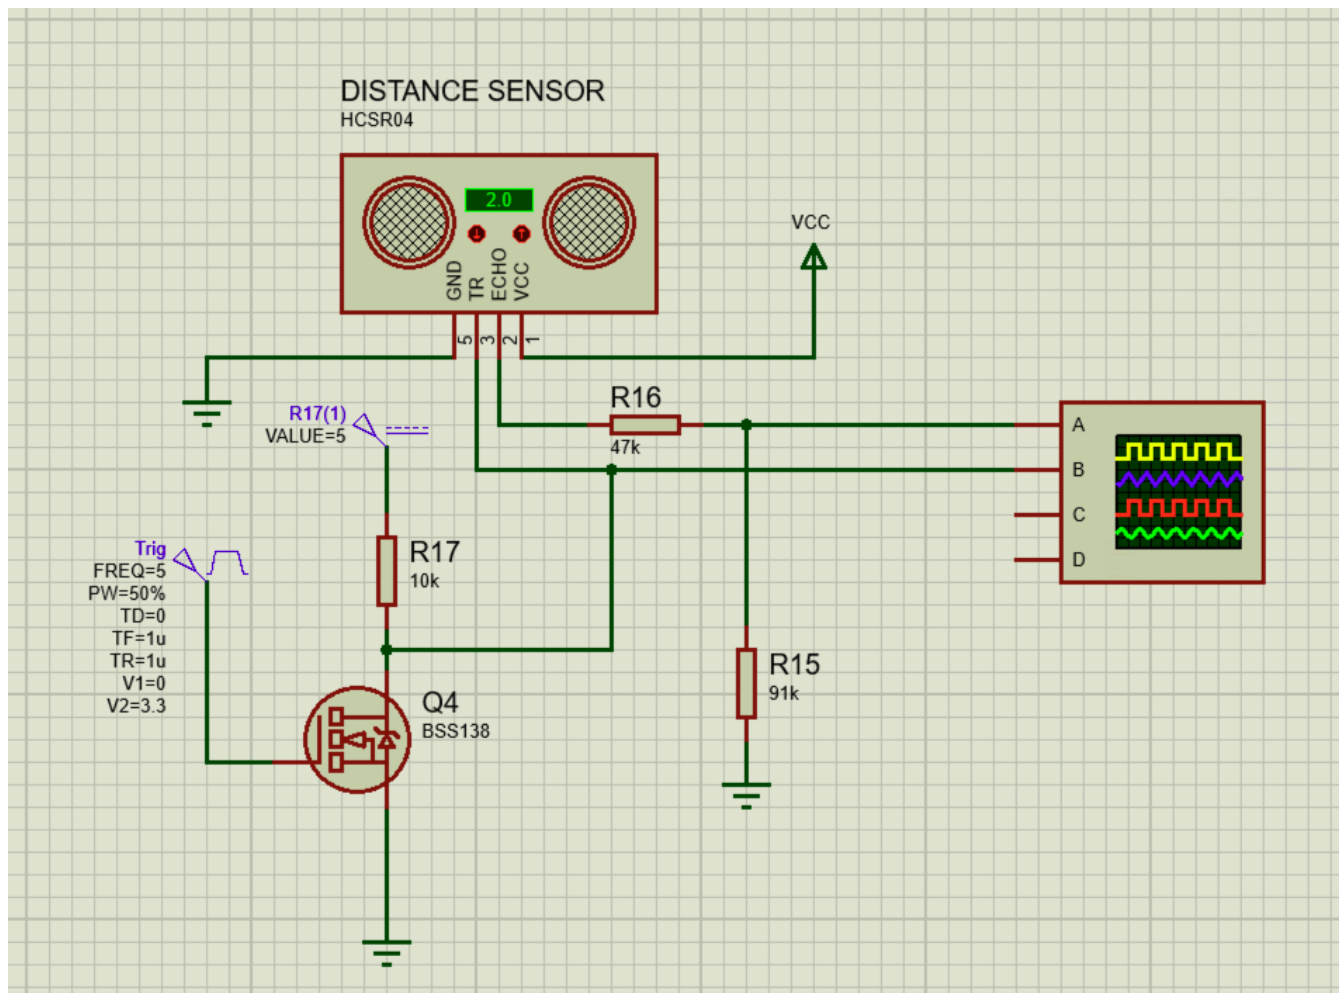 DISTANCE SENSOR
HCSR04
2.0
GND
TR
ECHO
VCC
5
3
2
1
VCC
R17(1)
VALUE=5
R16
47k
A
B
C
D
Trig
FREQ=5
PW=50%
TD=0
TF=1u
TR=1u
V1=0
V2=3.3
R17
10k
Q4
BSS138
R15
91k